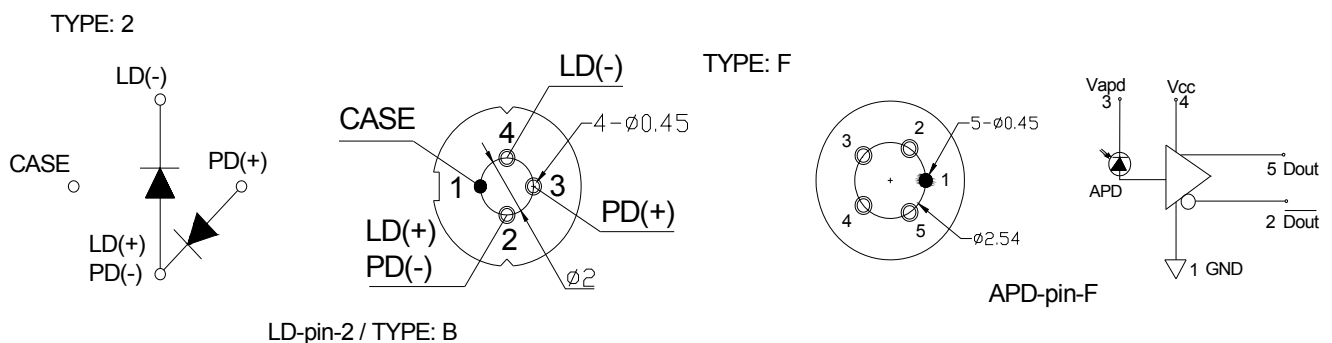 TYPE: 2
LD(-)
CASE
PD(+)
LD(+)
PD(-)
LD(-)
CASE
4-Ø0.45
4
1
3
2
PD(+)
LD(+)
PD(-)
Ø2
LD-pin-2 / TYPE: B
TYPE: F
5-Ø0.45
2
3
1
4
5
Ø2.54
Vapd
3
Vcc
4
APD
5 Dout
2 Dout
1 GND
APD-pin-F